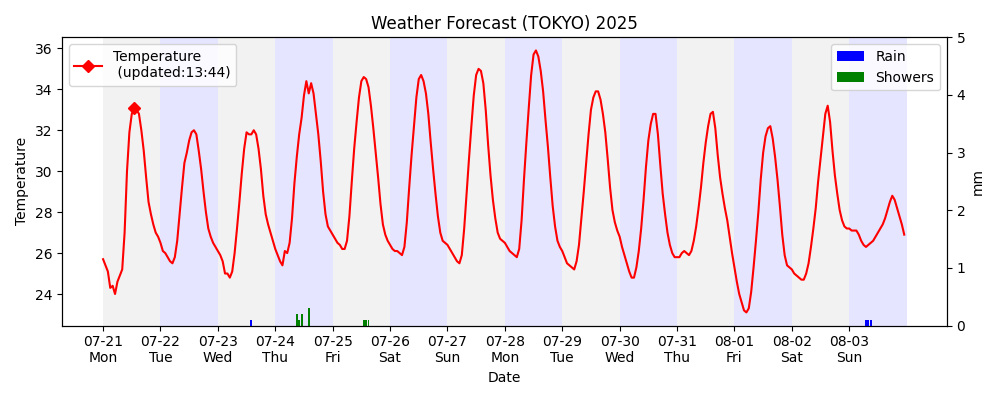 Weather Forecast (TOKYO) 2025
Temperature
(updated:13:44)
Rain
Showers
Temperature
36
34
32
30
28
26
24
5
4
3
2
1
0
mm
07-21 07-22 07-23 07-24 07-25 07-26 07-27 07-28 07-29 07-30 07-31 08-01 08-02 08-03
Mon Tue Wed Thu Fri Sat Sun Mon Tue Wed Thu Fri Sat Sun
Date